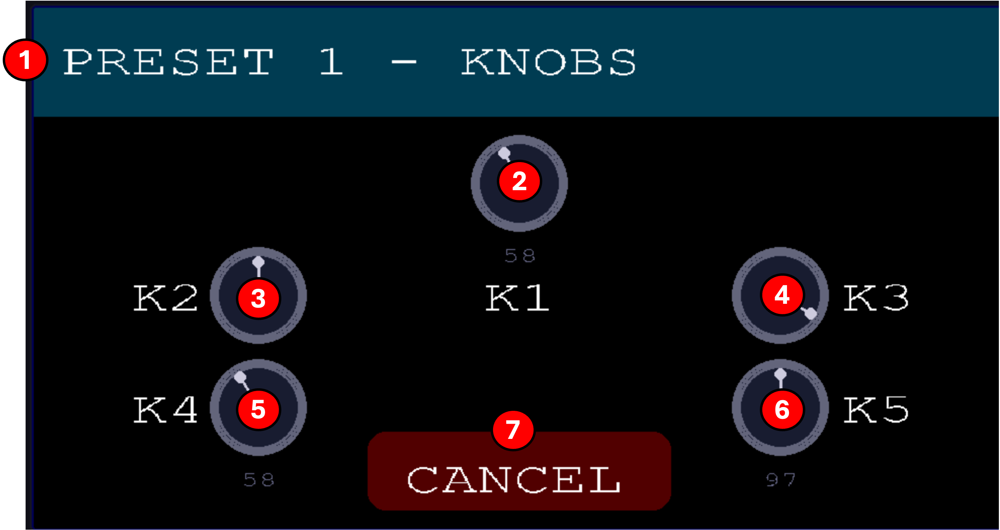 1 PRESET 1 - KNOBS
2
58
K2 3 K1 4 K3
K4 5 6 K5
7
58 CANCEL 97